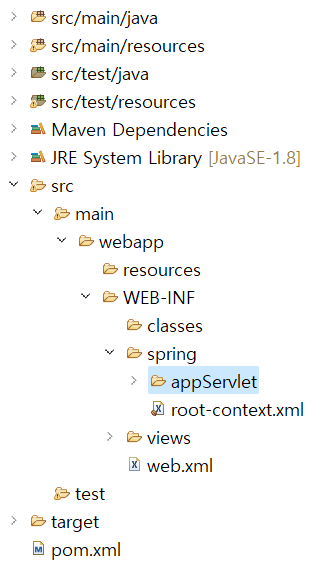 src/main/java
src/main/resources
src/test/java
src/test/resources
Maven Dependencies
JRE System Library [JavaSE-1.8]
src
main
webapp
resources
WEB-INF
classes
spring
appServlet
root-context.xml
views
web.xml
test
target
pom.xml